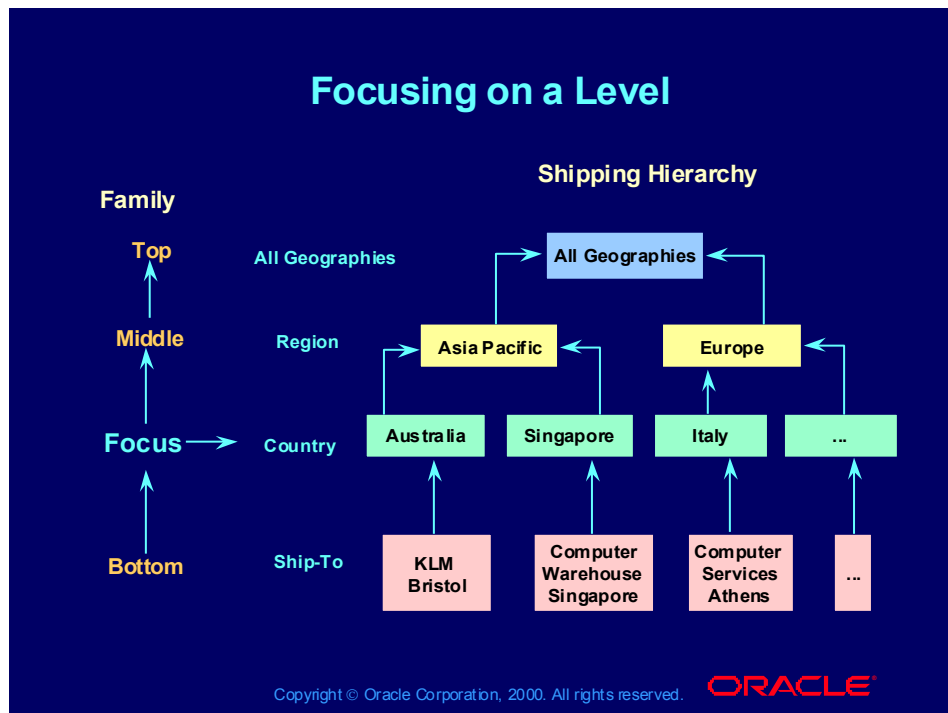 Focusing on a Level
Shipping Hierarchy
Family
Top
All Geographies
All Geographies
Middle
Region
Asia Pacific
Europe
Focus
Country
Australia
Singapore
Italy
...
Bottom
Ship-To
KLM
Bristol
Computer
Warehouse
Singapore
Computer
Services
Athens
...
Copyright © Oracle Corporation, 2000. All rights reserved.
ORACLE®